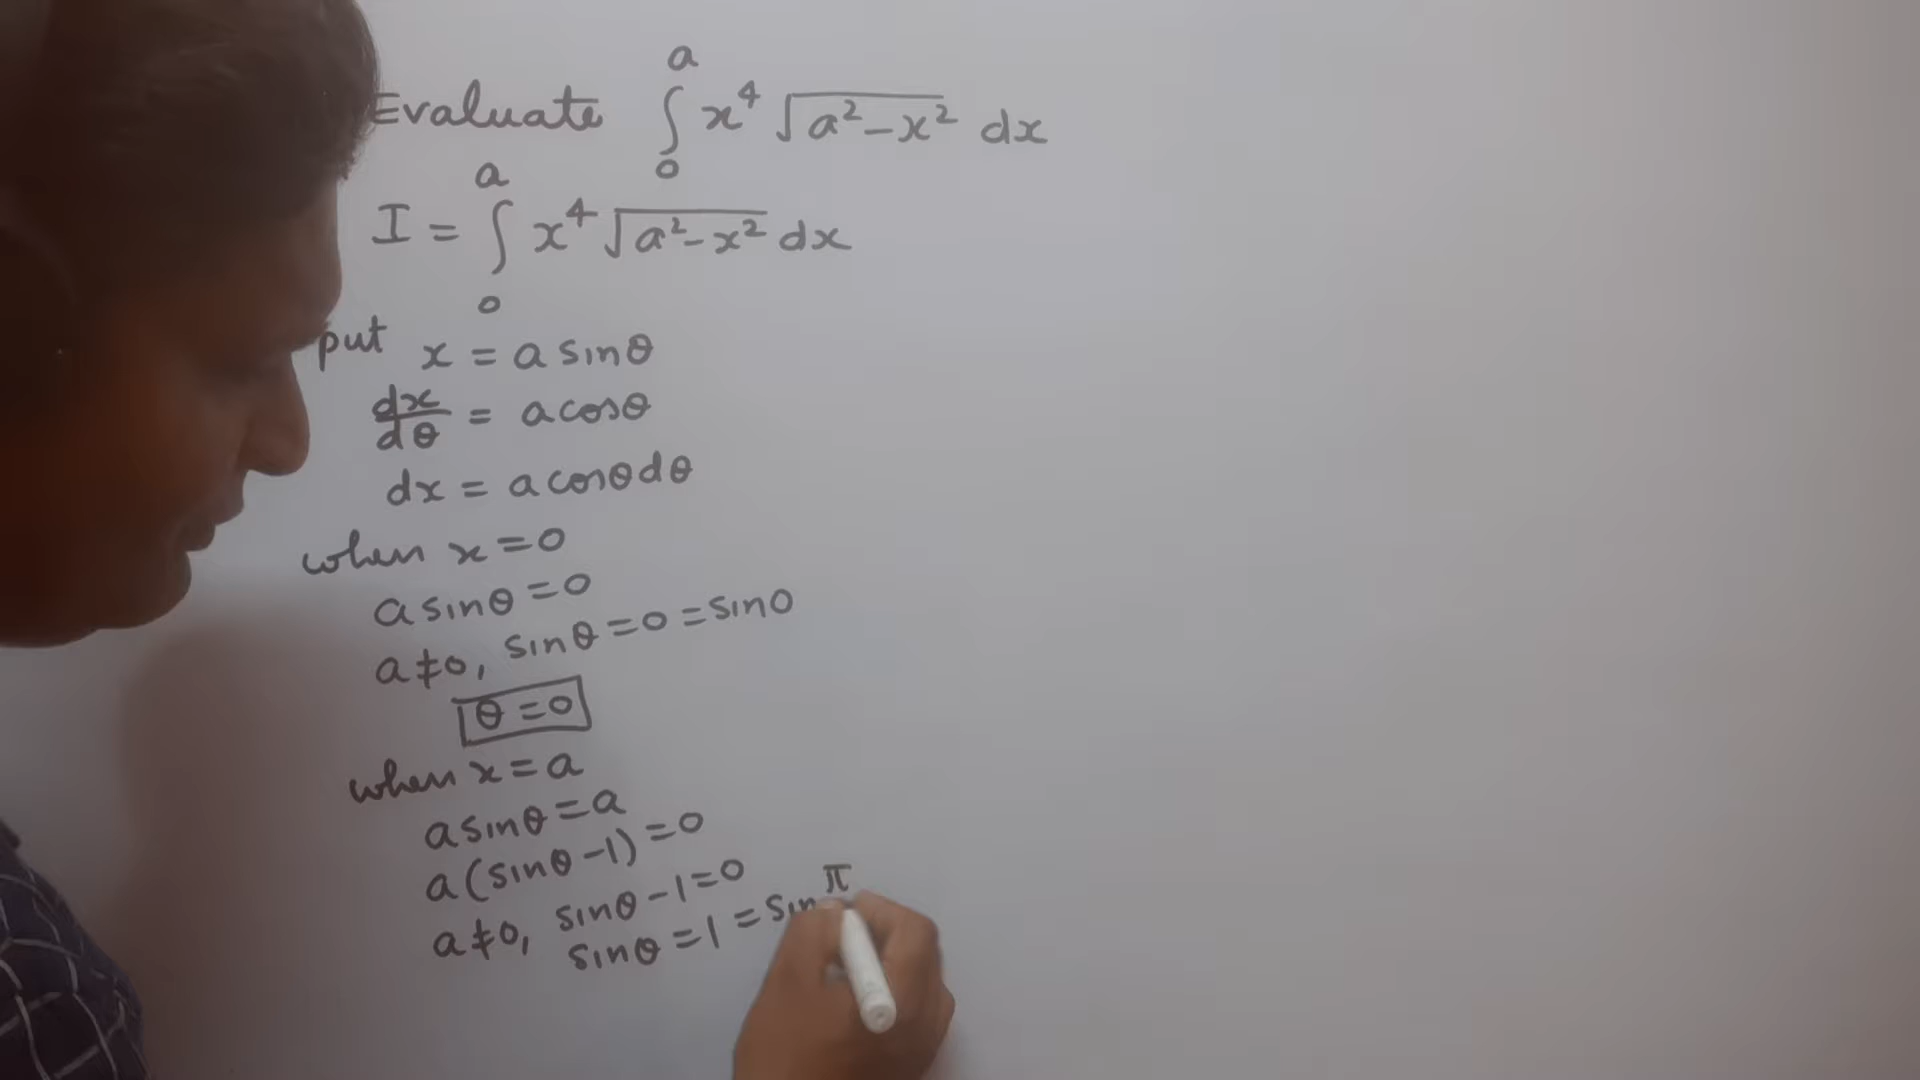 Evaluate ∫₀ᵃ x⁴ √(a²-x²) dx
I = ∫₀ᵃ x⁴ √(a²-x²) dx
put x = a sinθ
dx/dθ = a cosθ
dx = a cosθ dθ
when x = 0
a sinθ = 0
a ≠ 0, sinθ = 0 = sin0
θ = 0
when x = a
a sinθ = a
a(sinθ - 1) = 0
a ≠ 0, sinθ - 1 = 0
sinθ = 1 = sin π